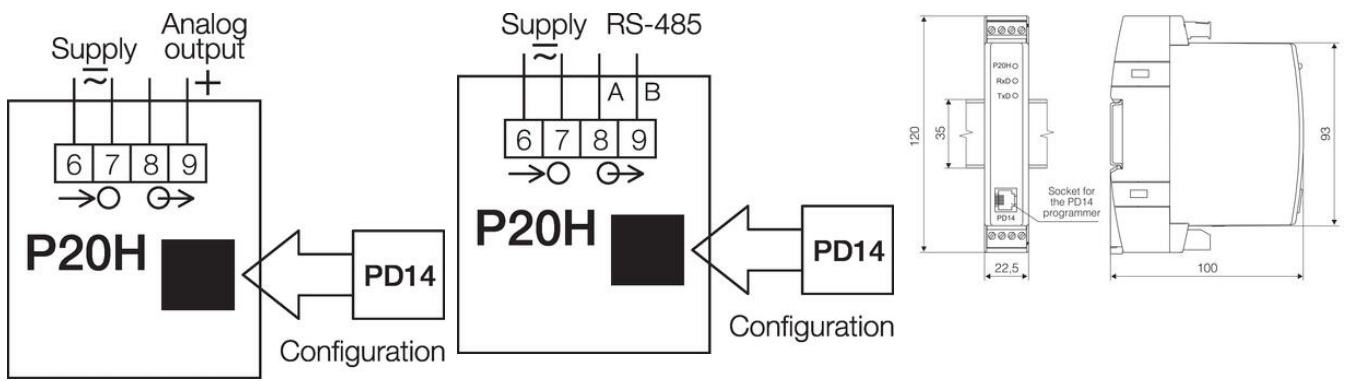 Supply
Analog
output
≂
+
6 7 8 9
P20H
PD14
Configuration
Supply RS-485
≂
A B
6 7 8 9
P20H
PD14
Configuration
P20H
RxD
TxD
120
35
93
Socket for
the PD14
programmer
PD14
22,5
100